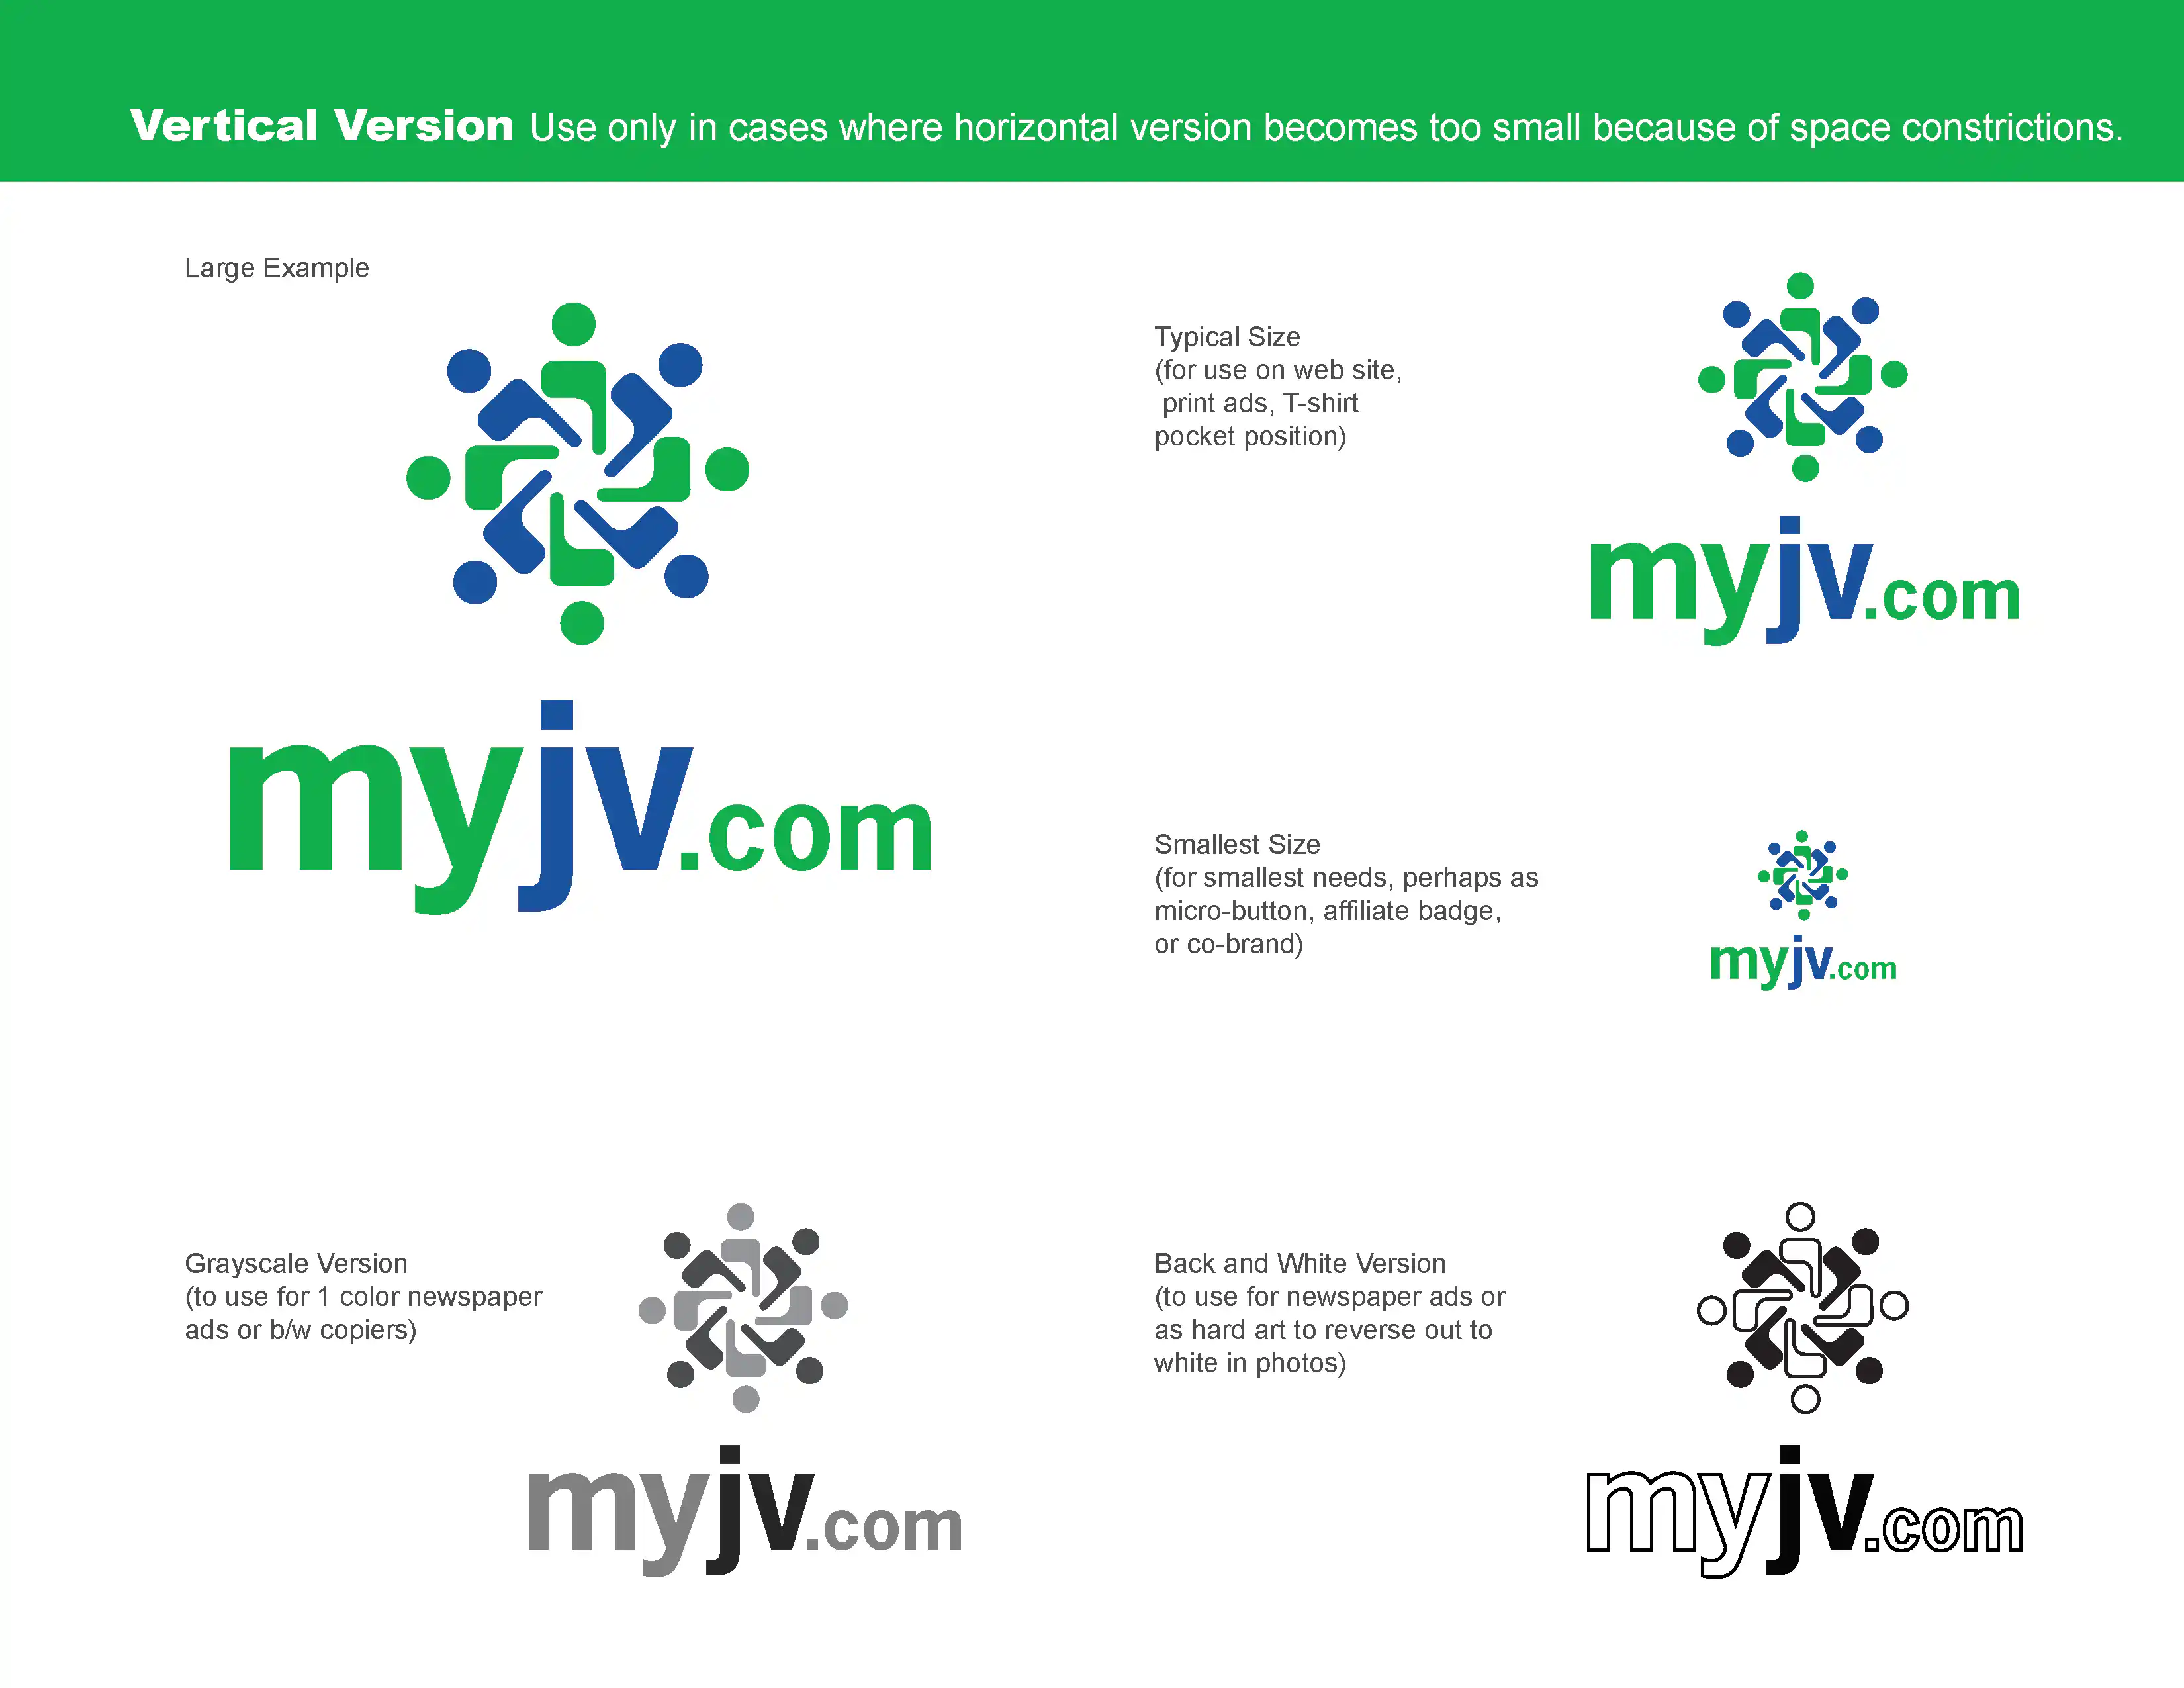 Vertical Version Use only in cases where horizontal version becomes too small because of space constrictions.
Large Example
myjv.com
Typical Size
(for use on web site,
print ads, T-shirt
pocket position)
myjv.com
Smallest Size
(for smallest needs, perhaps as
micro-button, affiliate badge,
or co-brand)
myjv.com
Grayscale Version
(to use for 1 color newspaper
ads or b/w copiers)
myjv.com
Back and White Version
(to use for newspaper ads or
as hard art to reverse out to
white in photos)
myjv.com